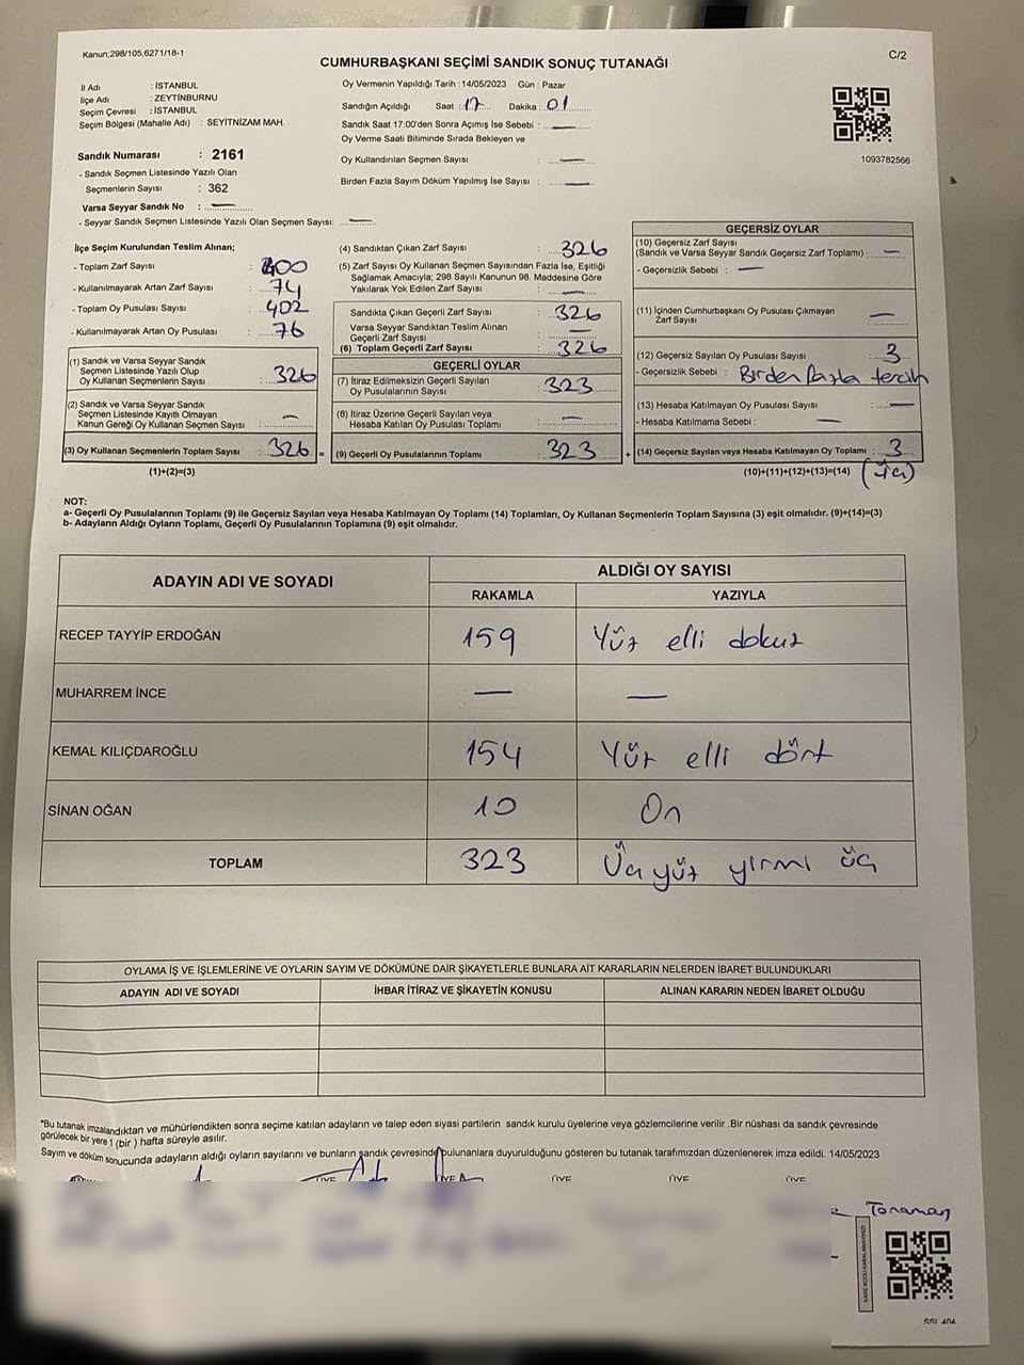 Kanun;298/105,6271/18-1
C/2
CUMHURBAŞKANI SEÇİMİ SANDIK SONUÇ TUTANAĞI
İl Adı : İSTANBUL
İlçe Adı : ZEYTİNBURNU
Seçim Çevresi : İSTANBUL
Seçim Bölgesi (Mahalle Adı) : SEYİTNİZAM MAH.
Sandık Numarası : 2161
- Sandık Seçmen Listesinde Yazılı Olan
Seçmenlerin Sayısı : 362
Varsa Seyyar Sandık No : —
- Seyyar Sandık Seçmen Listesinde Yazılı Olan Seçmen Sayısı: —
Oy Vermenin Yapıldığı Tarih : 14/05/2023 Gün : Pazar
Sandığın Açıldığı Saat : 17 Dakika : 01
Sandık Saat 17:00'den Sonra Açımış İse Sebebi : —
Oy Verme Saati Bitiminde Sırada Bekleyen ve
Oy Kullandırılan Seçmen Sayısı : —
Birden Fazla Sayım Döküm Yapılmış İse Sayısı : —
1093782566
İlçe Seçim Kurulundan Teslim Alınan;
- Toplam Zarf Sayısı : 400
- Kullanılmayarak Artan Zarf Sayısı : 74
- Toplam Oy Pusulası Sayısı : 402
- Kullanılmayarak Artan Oy Pusulası : 76
(1) Sandık ve Varsa Seyyar Sandık
Seçmen Listesinde Yazılı Olup
Oy Kullanan Seçmenlerin Sayısı : 326
(2) Sandık ve Varsa Seyyar Sandık
Seçmen Listesinde Kayıtlı Olmayan
Kanun Gereği Oy Kullanan Seçmen Sayısı : —
(3) Oy Kullanan Seçmenlerin Toplam Sayısı : 326 =
(1)+(2)=(3)
(4) Sandıktan Çıkan Zarf Sayısı : 326
(5) Zarf Sayısı Oy Kullanan Seçmen Sayısından Fazla İse, Eşitliği
Sağlamak Amacıyla; 298 Sayılı Kanunun 98. Maddesine Göre
Yakılarak Yok Edilen Zarf Sayısı : —
Sandıkta Çıkan Geçerli Zarf Sayısı : 326
Varsa Seyyar Sandıktan Teslim Alınan
Geçerli Zarf Sayısı : —
(6) Toplam Geçerli Zarf Sayısı : 326
GEÇERLİ OYLAR
(7) İtiraz Edilmeksizin Geçerli Sayılan
Oy Pusulalarının Sayısı : 323
(8) İtiraz Üzerine Geçerli Sayılan veya
Hesaba Katılan Oy Pusulası Toplamı : —
(9) Geçerli Oy Pusulalarının Toplamı : 323 +
GEÇERSİZ OYLAR
(10) Geçersiz Zarf Sayısı
(Sandık ve Varsa Seyyar Sandık Geçersiz Zarf Toplamı) : —
- Geçersizlik Sebebi : —
(11) İçinden Cumhurbaşkanı Oy Pusulası Çıkmayan
Zarf Sayısı : —
(12) Geçersiz Sayılan Oy Pusulası Sayısı : 3
- Geçersizlik Sebebi : Birden fazla tercih
(13) Hesaba Katılmayan Oy Pusulası Sayısı : —
- Hesaba Katılmama Sebebi : —
(14) Geçersiz Sayılan veya Hesaba Katılmayan Oy Toplamı : 3
(10)+(11)+(12)+(13)=(14) (üç)
NOT:
a- Geçerli Oy Pusulalarının Toplamı (9) ile Geçersiz Sayılan veya Hesaba Katılmayan Oy Toplamı (14) Toplamları, Oy Kullanan Seçmenlerin Toplam Sayısına (3) eşit olmalıdır. (9)+(14)=(3)
b- Adayların Aldığı Oyların Toplamı, Geçerli Oy Pusulalarının Toplamına (9) eşit olmalıdır.
ADAYIN ADI VE SOYADI ALDIĞI OY SAYISI
RAKAMLA YAZIYLA
RECEP TAYYİP ERDOĞAN 159 Yüz elli dokuz
MUHARREM İNCE — —
KEMAL KILIÇDAROĞLU 154 Yüz elli dört
SİNAN OĞAN 10 On
TOPLAM 323 Üçyüz yirmi üç
OYLAMA İŞ VE İŞLEMLERİNE VE OYLARIN SAYIM VE DÖKÜMÜNE DAİR ŞİKAYETLERLE BUNLARA AİT KARARLARIN NELERDEN İBARET BULUNDUKLARI
ADAYIN ADI VE SOYADI İHBAR İTİRAZ VE ŞİKAYETİN KONUSU ALINAN KARARIN NEDEN İBARET OLDUĞU
*Bu tutanak imzalandıktan ve mühürlendikten sonra seçime katılan adayların ve talep eden siyasi partilerin sandık kurulu üyelerine veya gözlemcilerine verilir .Bir nüshası da sandık çevresinde
görülecek bir yere 1 (bir ) hafta süreyle asılır.
Sayım ve döküm sonucunda adayların aldığı oyların sayılarını ve bunların sandık çevresinde bulunanlara duyurulduğunu gösteren bu tutanak tarafımızdan düzenlenerek imza edildi. 14/05/2023
ÜYE ÜYE ÜYE ÜYE ÜYE
Toraman